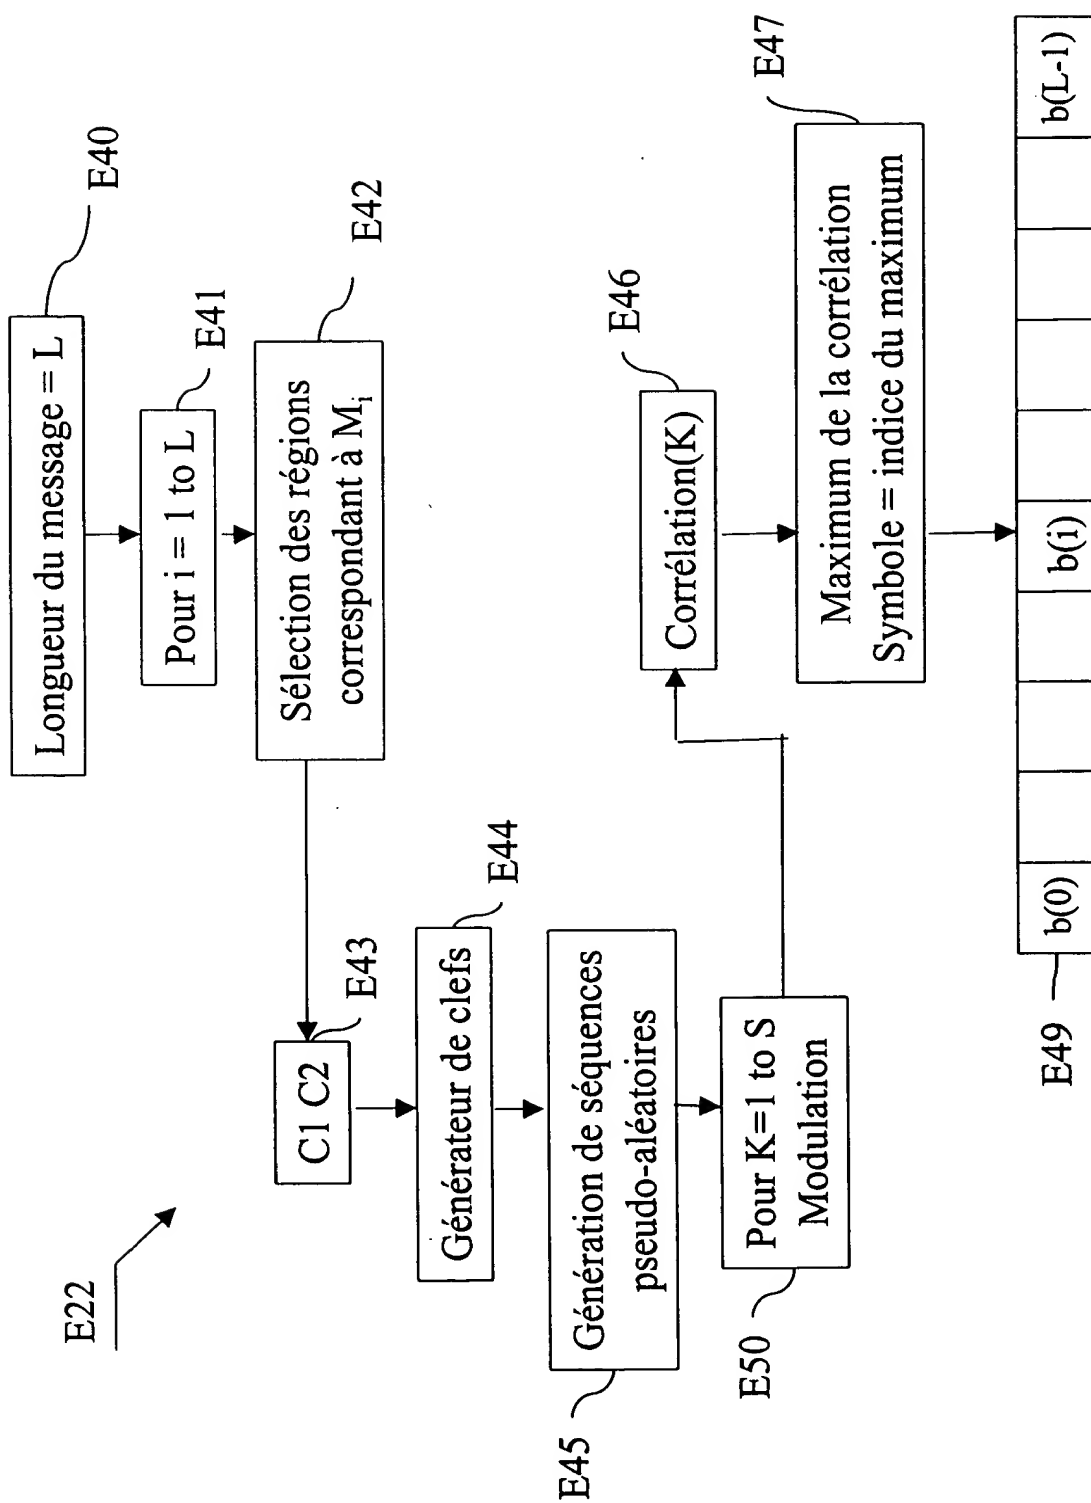 E22
Longueur du message = L
E40
Pour i = 1 to L
E41
Sélection des régions
correspondant à Mi
E42
C1 C2
E43
Générateur de clefs
E44
Génération de séquences
pseudo-aléatoires
E45
Pour K=1 to S
Modulation
E50
Corrélation(K)
E46
Maximum de la corrélation
Symbole = indice du maximum
E47
b(0)
b(i)
b(L-1)
E49